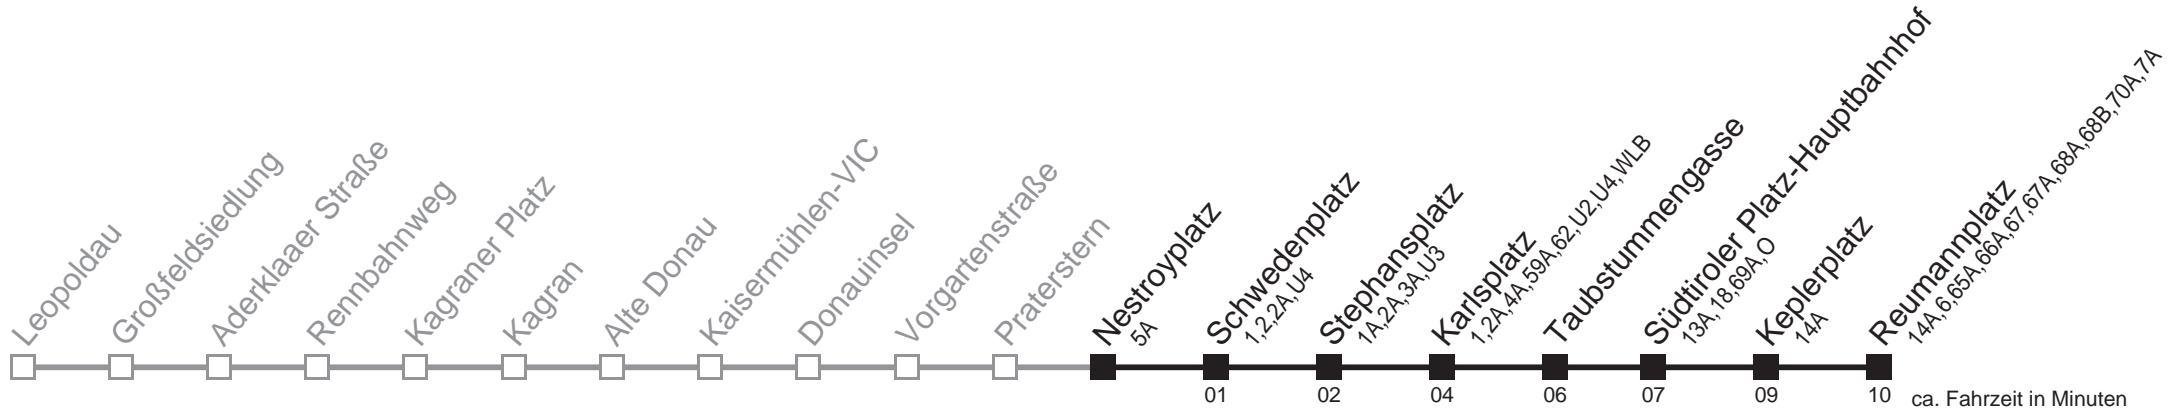 Leopoldau
Großfeldsiedlung
Aderklaaer Straße
Rennbahnweg
Kagraner Platz
Kagran
Alte Donau
Kaisermühlen-VIC
Donauinsel
Vorgartenstraße
Praterstern
Nestroyplatz
5A
Schwedenplatz
1,2,2A,U4
Stephansplatz
1A,2A,3A,U3
Karlsplatz
1,2A,4A,59A,62,U2,U4,WLB
Taubstummengasse
Südtiroler Platz-Hauptbahnhof
13A,18,69A,O
Keplerplatz
14A
Reumannplatz
14A,6,65A,66A,67,67A,68A,68B,70A,7A
01 02 04 06 07 09 10 ca. Fahrzeit in Minuten